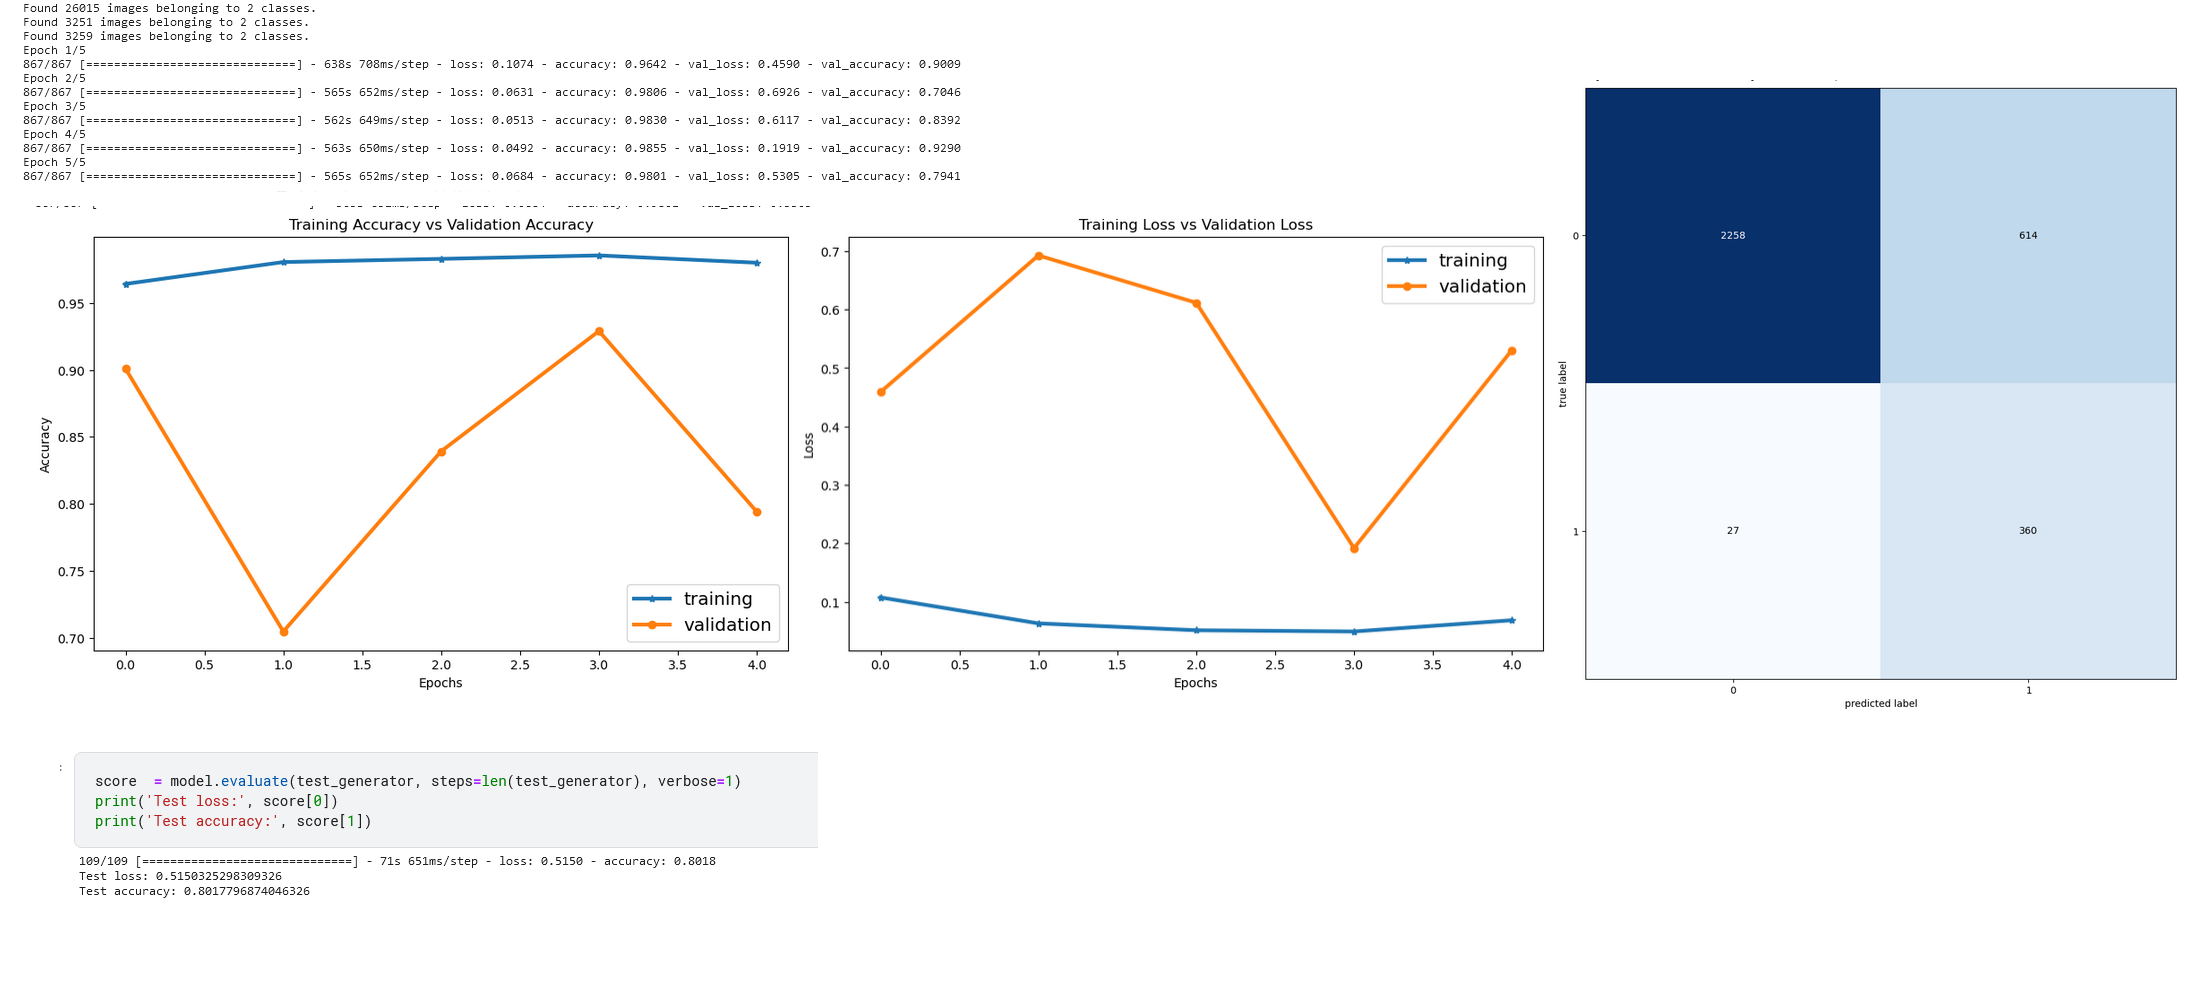 Found 26015 images belonging to 2 classes.
Found 3251 images belonging to 2 classes.
Found 3259 images belonging to 2 classes.
Epoch 1/5
867/867 [==============================] - 638s 708ms/step - loss: 0.1074 - accuracy: 0.9642 - val_loss: 0.4590 - val_accuracy: 0.9009
Epoch 2/5
867/867 [==============================] - 565s 652ms/step - loss: 0.0631 - accuracy: 0.9806 - val_loss: 0.6926 - val_accuracy: 0.7046
Epoch 3/5
867/867 [==============================] - 562s 649ms/step - loss: 0.0513 - accuracy: 0.9830 - val_loss: 0.6117 - val_accuracy: 0.8392
Epoch 4/5
867/867 [==============================] - 563s 650ms/step - loss: 0.0492 - accuracy: 0.9855 - val_loss: 0.1919 - val_accuracy: 0.9290
Epoch 5/5
867/867 [==============================] - 565s 652ms/step - loss: 0.0684 - accuracy: 0.9801 - val_loss: 0.5305 - val_accuracy: 0.7941
Training Accuracy vs Validation Accuracy
Accuracy
0.95
0.90
0.85
0.80
0.75
0.70
training
validation
0.0 0.5 1.0 1.5 2.0 2.5 3.0 3.5 4.0
Epochs
Training Loss vs Validation Loss
Loss
0.7
0.6
0.5
0.4
0.3
0.2
0.1
training
validation
0.0 0.5 1.0 1.5 2.0 2.5 3.0 3.5 4.0
Epochs
true label
0 2258 614
1 27 360
0 1
predicted label
:
score  = model.evaluate(test_generator, steps=len(test_generator), verbose=1)
print('Test loss:', score[0])
print('Test accuracy:', score[1])
109/109 [==============================] - 71s 651ms/step - loss: 0.5150 - accuracy: 0.8018
Test loss: 0.5150325298309326
Test accuracy: 0.8017796874046326